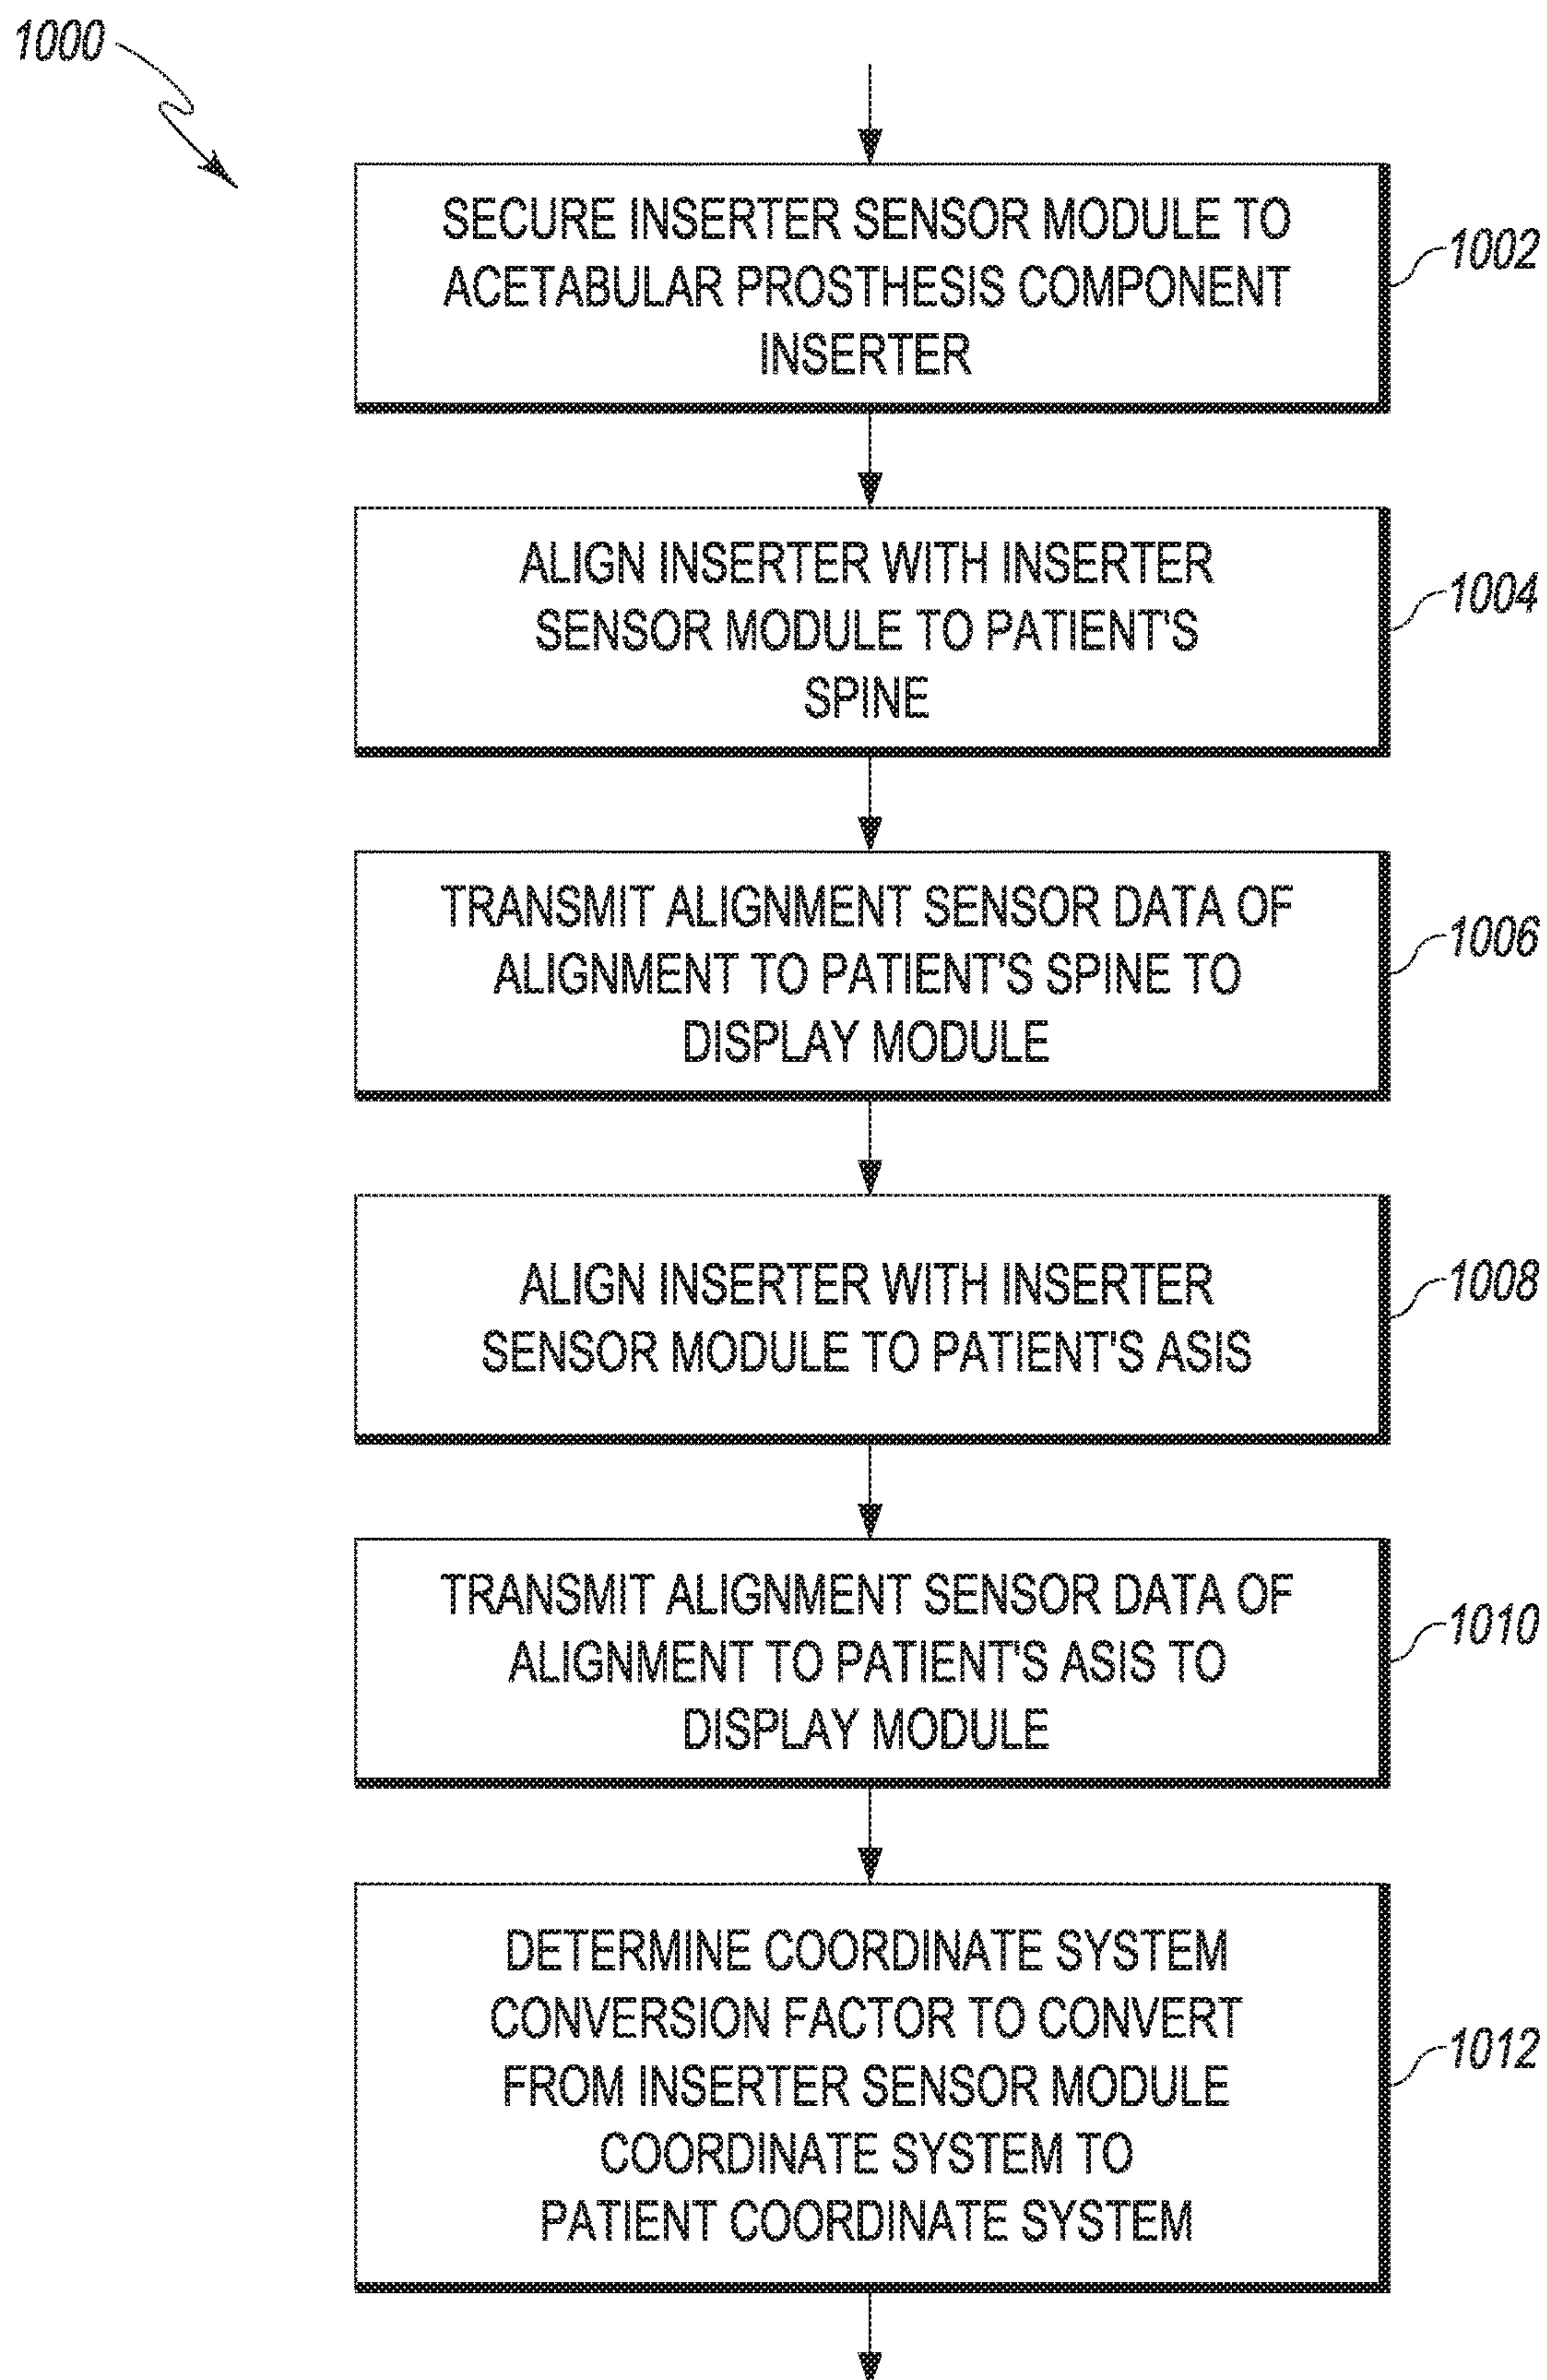 1000
SECURE INSERTER SENSOR MODULE TO
ACETABULAR PROSTHESIS COMPONENT
INSERTER
1002
ALIGN INSERTER WITH INSERTER
SENSOR MODULE TO PATIENT'S
SPINE
1004
TRANSMIT ALIGNMENT SENSOR DATA OF
ALIGNMENT TO PATIENT'S SPINE TO
DISPLAY MODULE
1006
ALIGN INSERTER WITH INSERTER
SENSOR MODULE TO PATIENT'S ASIS
1008
TRANSMIT ALIGNMENT SENSOR DATA OF
ALIGNMENT TO PATIENT'S ASIS TO
DISPLAY MODULE
1010
DETERMINE COORDINATE SYSTEM
CONVERSION FACTOR TO CONVERT
FROM INSERTER SENSOR MODULE
COORDINATE SYSTEM TO
PATIENT COORDINATE SYSTEM
1012